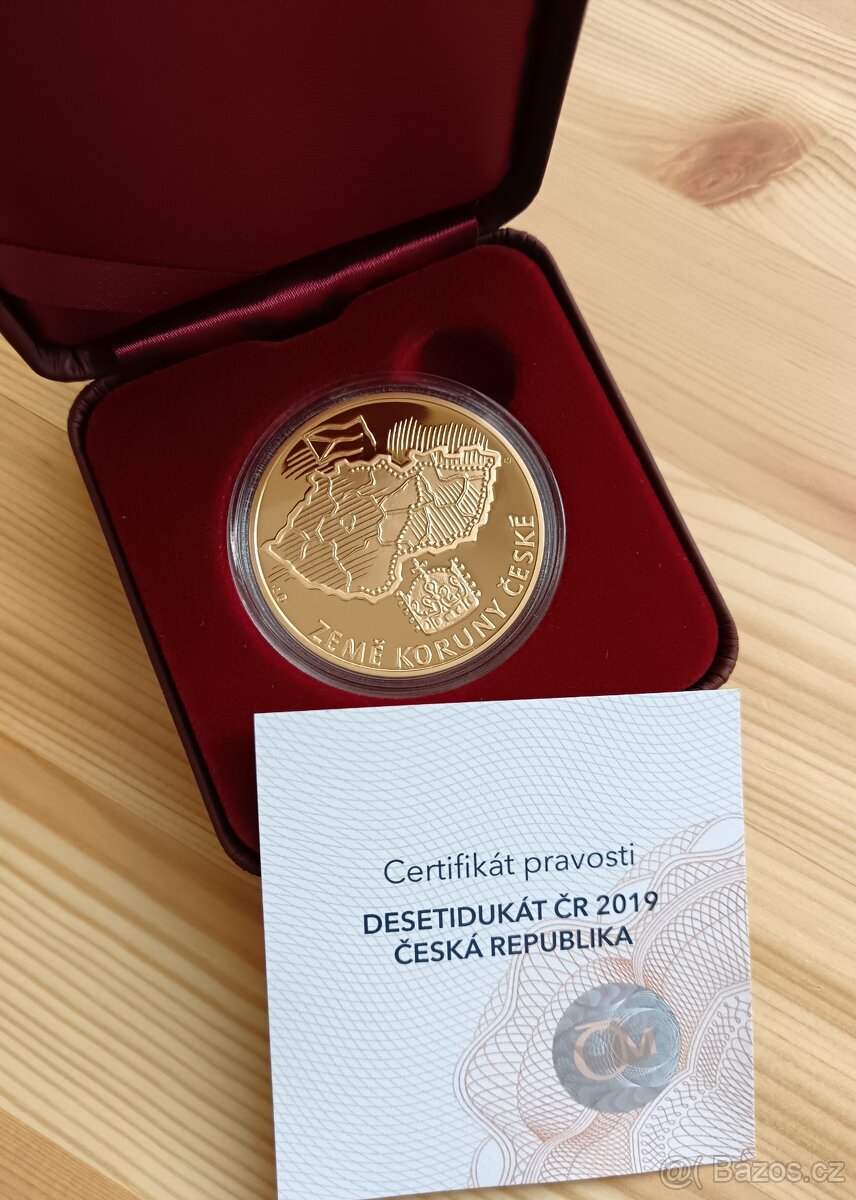 ZEMĚ KORUNY ČESKÉ
Certifikát pravosti
DESETIDUKÁT ČR 2019
ČESKÁ REPUBLIKA
ČM
@( Bazos.cz